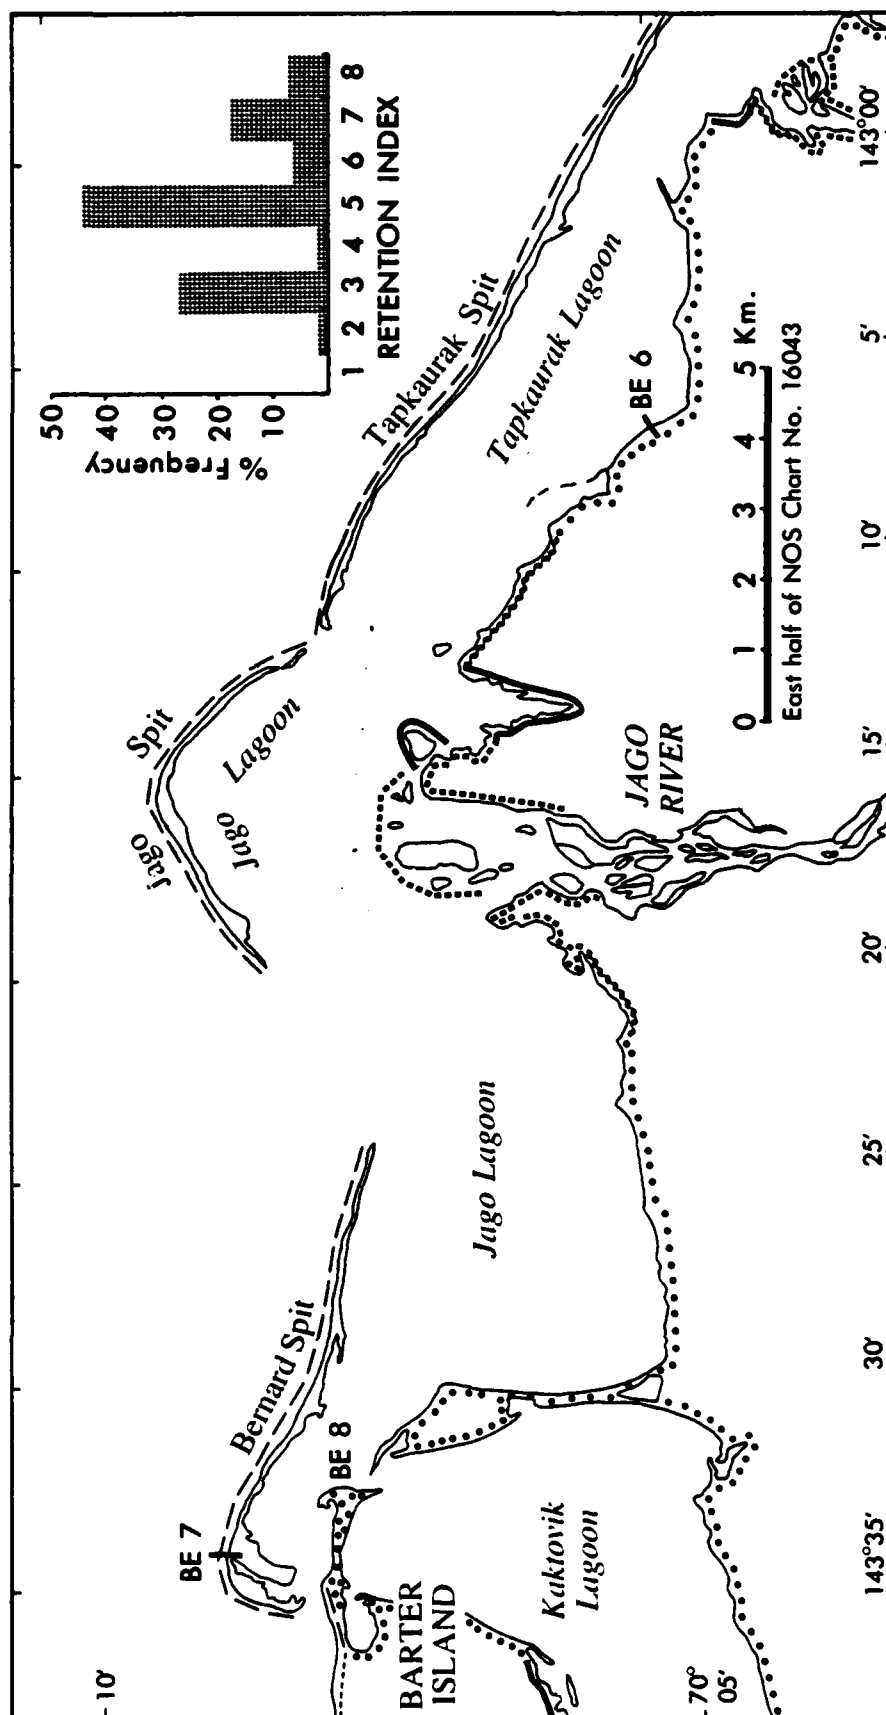 50
40
30
20
10
% Frequency
1 2 3 4 5 6 7 8
RETENTION INDEX
Tapkaurak Spit
Tapkaurak Lagoon
Jago
Spit
Jago
Lagoon
Bernard Spit
BE 7
BE 8
BE 6
Jago Lagoon
JAGO
RIVER
BARTER
ISLAND
Kaktovik
Lagoon
0 1 2 3 4 5 Km.
East half of NOS Chart No. 16043
10'
70°
05'
143°35'
30'
25'
20'
15'
10'
5'
143°00'